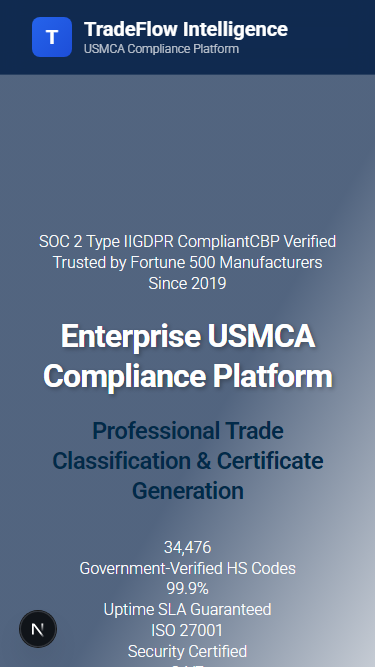 T
TradeFlow Intelligence
USMCA Compliance Platform
SOC 2 Type IIGDPR CompliantCBP Verified
Trusted by Fortune 500 Manufacturers
Since 2019
Enterprise USMCA
Compliance Platform
Professional Trade
Classification & Certificate
Generation
34,476
Government-Verified HS Codes
99.9%
Uptime SLA Guaranteed
ISO 27001
N
Security Certified